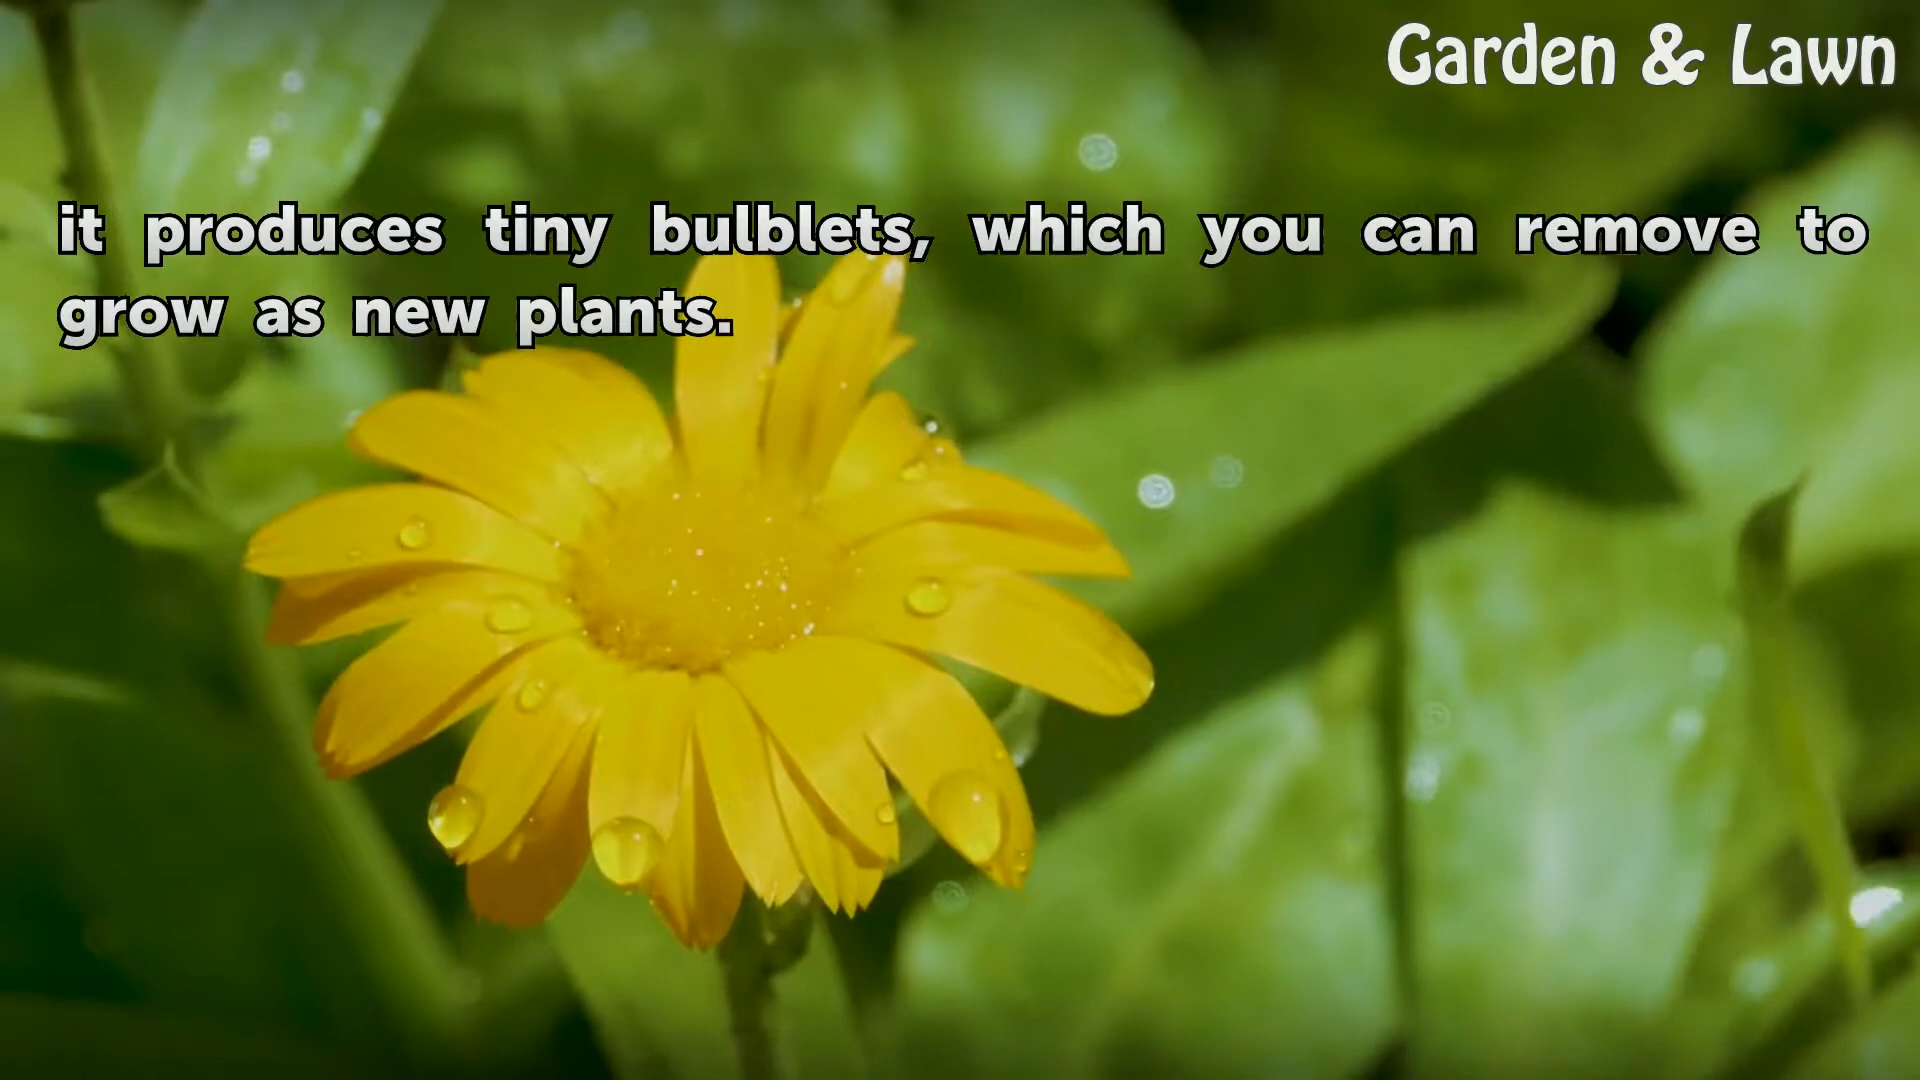 Garden & Lawn
it produces tiny bulblets, which you can remove to
grow as new plants.